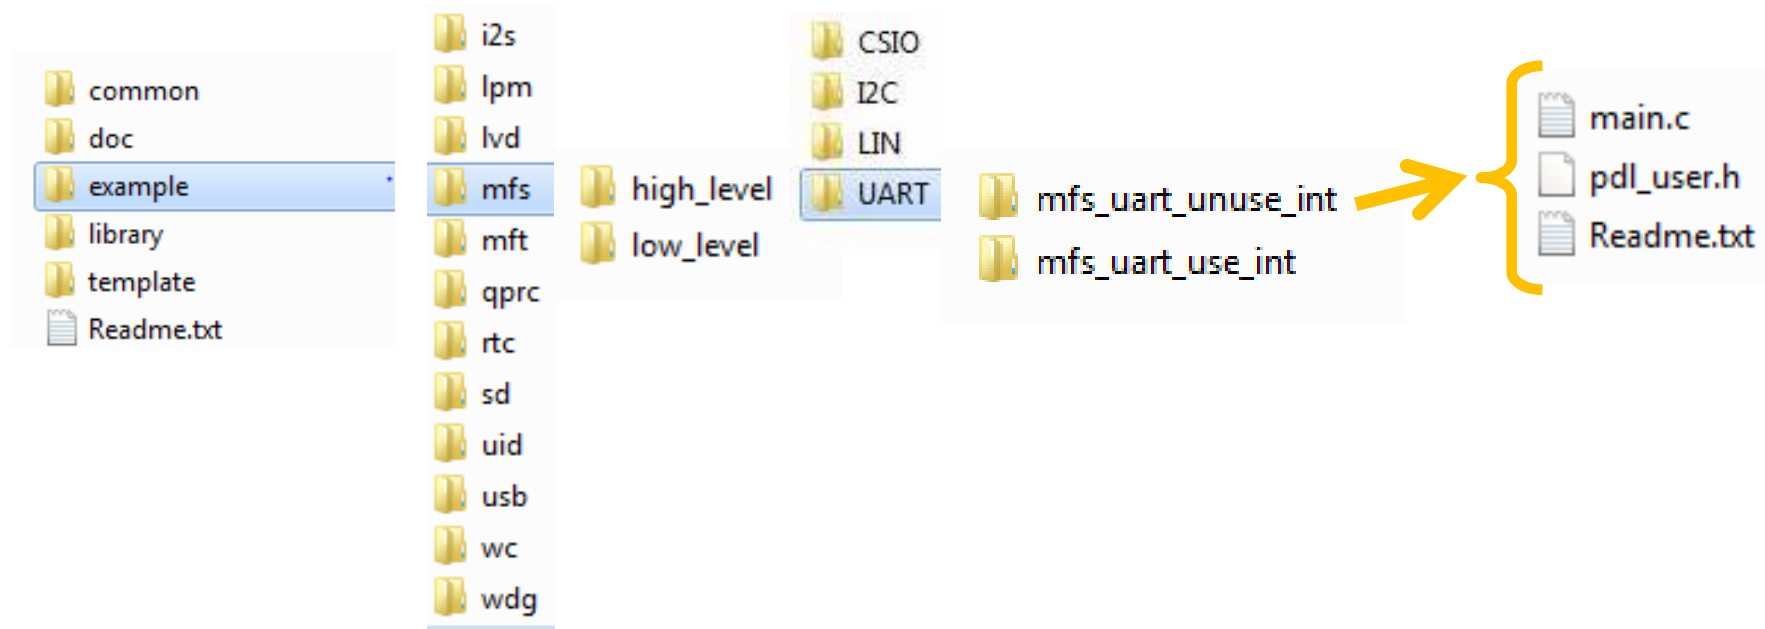 common
doc
example
library
template
Readme.txt
i2s
lpm
lvd
mfs
mft
qprc
rtc
sd
uid
usb
wc
wdg
high_level
low_level
CSIO
I2C
LIN
UART
mfs_uart_unuse_int
mfs_uart_use_int
main.c
pdl_user.h
Readme.txt